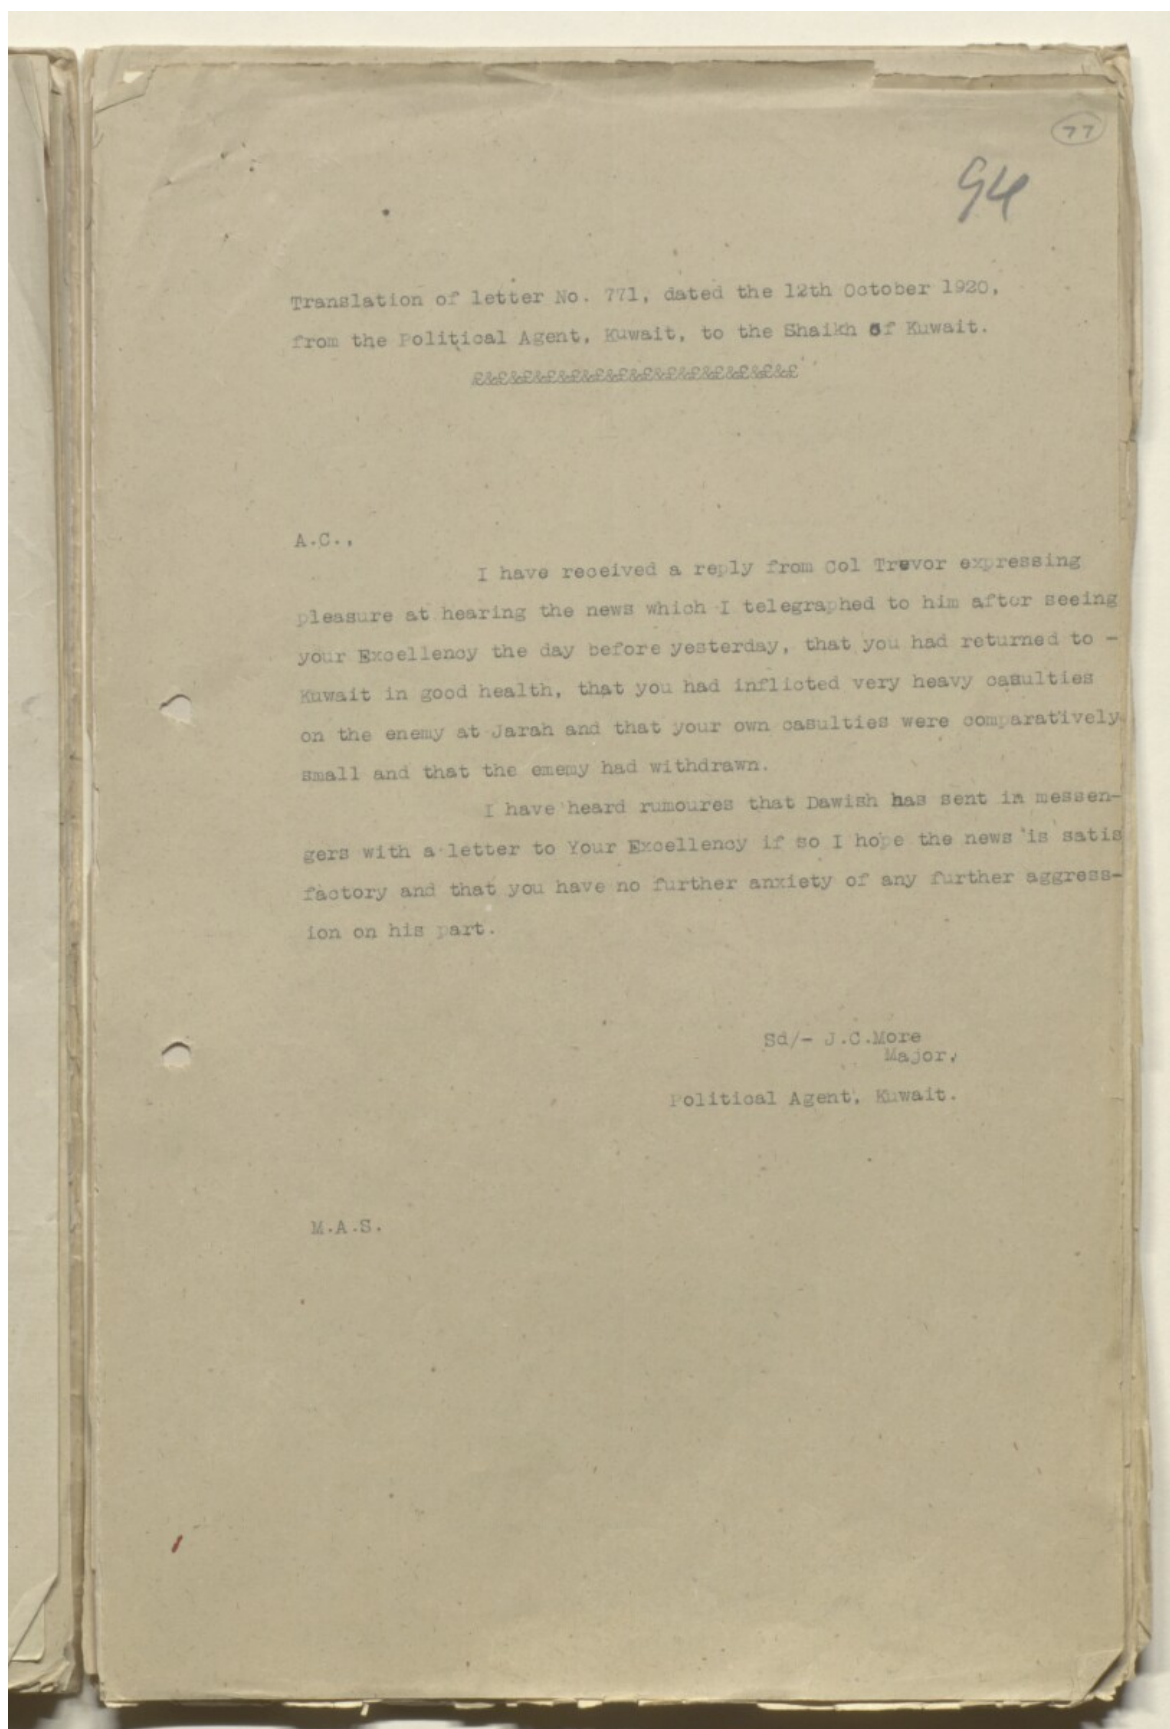 77
94
Translation of letter No. 771, dated the 12th October 1920,
from the Political Agent, Kuwait, to the Shaikh of Kuwait.
£&£&£&£&£&£&£&£&£&£&£&£&£&£
A.C.,
I have received a reply from Col Trevor expressing
pleasure at hearing the news which I telegraphed to him after seeing
your Excellency the day before yesterday, that you had returned to -
Kuwait in good health, that you had inflicted very heavy casulties
on the enemy at Jarah and that your own casulties were comparatively
small and that the ememy had withdrawn.
I have heard rumoures that Dawish has sent in messen-
gers with a letter to Your Excellency if so I hope the news is satis
factory and that you have no further anxiety of any further aggress-
ion on his part.
Sd/- J.C.More
Major,
Political Agent, Kuwait.
M.A.S.